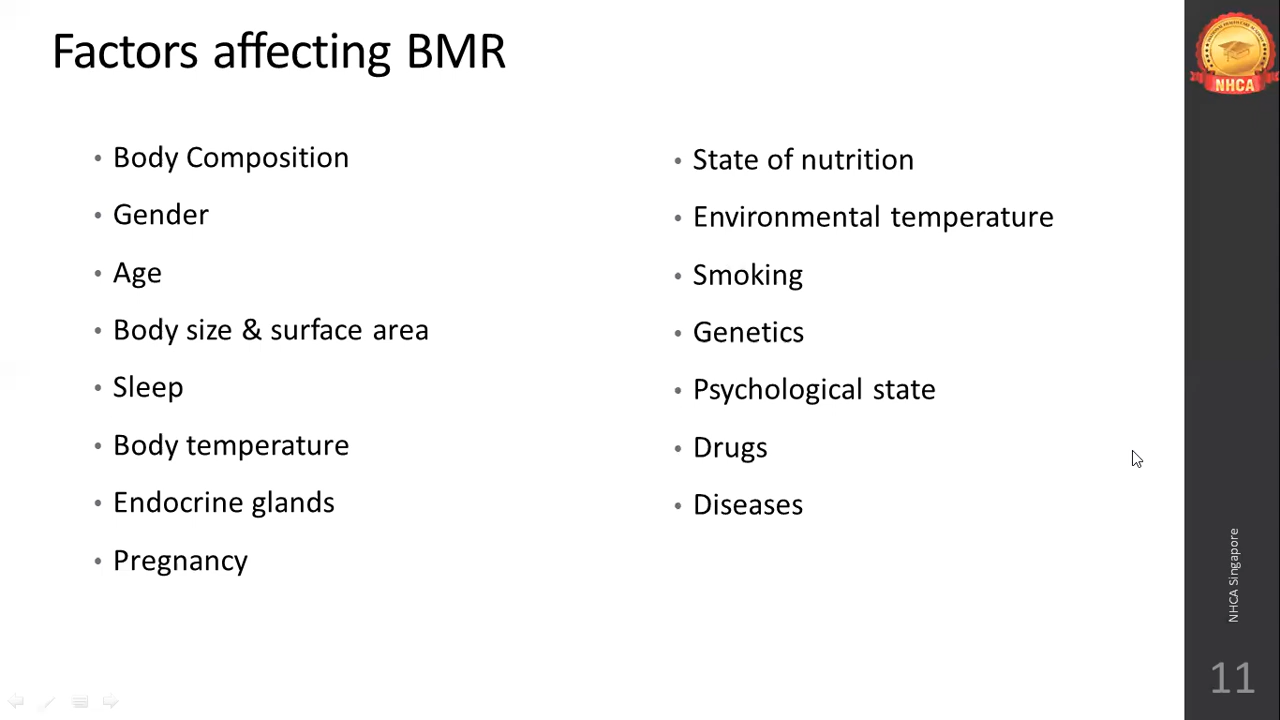 Factors affecting BMR
• Body Composition
• Gender
• Age
• Body size & surface area
• Sleep
• Body temperature
• Endocrine glands
• Pregnancy
• State of nutrition
• Environmental temperature
• Smoking
• Genetics
• Psychological state
• Drugs
• Diseases
NHCA
NHCA Singapore
11